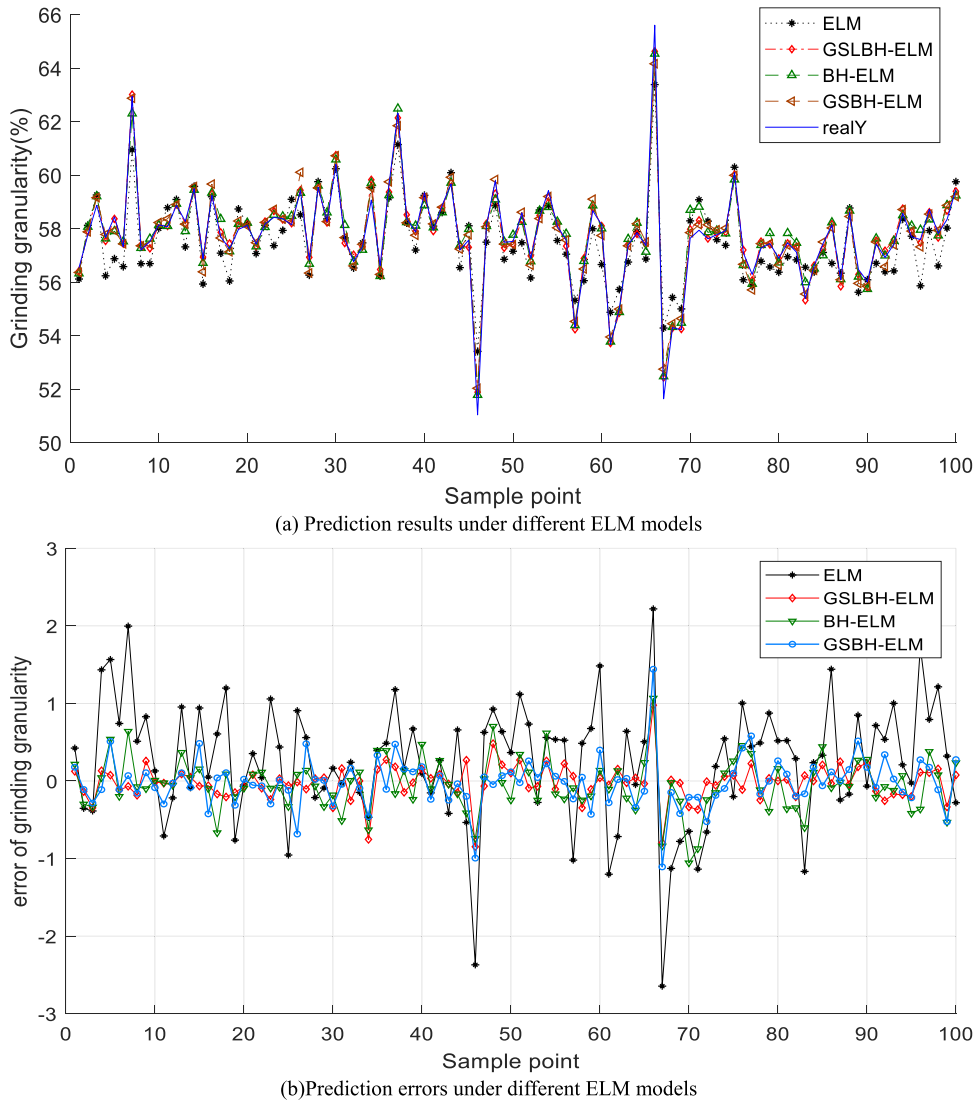 66
64
62
60
58
56
54
52
50
Grinding granularity(%)
ELM
GSLBH-ELM
BH-ELM
GSBH-ELM
realY
0 10 20 30 40 50 60 70 80 90 100
Sample point
(a) Prediction results under different ELM models
3
2
1
0
-1
-2
-3
error of grinding granularity
ELM
GSLBH-ELM
BH-ELM
GSBH-ELM
0 10 20 30 40 50 60 70 80 90 100
Sample point
(b)Prediction errors under different ELM models